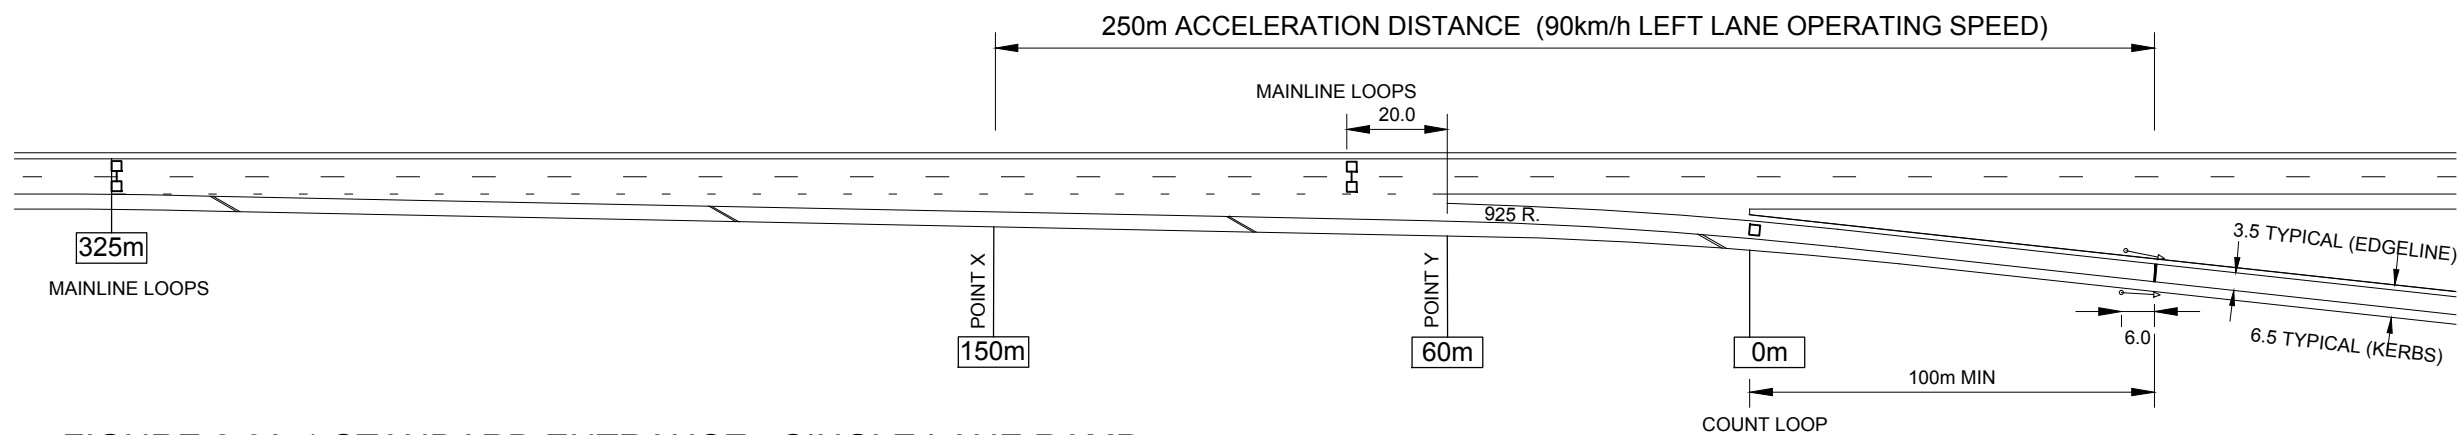 250m ACCELERATION DISTANCE (90km/h LEFT LANE OPERATING SPEED)
MAINLINE LOOPS
20.0
925 R.
3.5 TYPICAL (EDGELINE)
325m
MAINLINE LOOPS
POINT X
POINT Y
150m
60m
0m
6.0
6.5 TYPICAL (KERBS)
100m MIN
COUNT LOOP